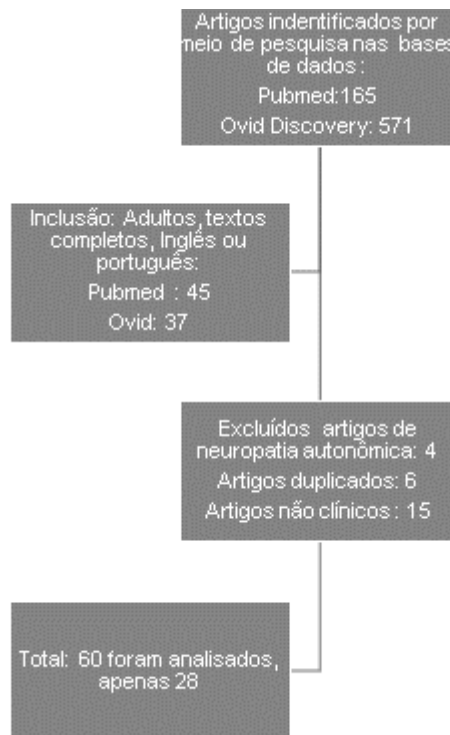 Artigos indentificados por
meio de pesquisa nas bases
de dados :
Pubmed:165
Ovid Discovery: 571
Inclusão: Adultos, textos
completos, Inglês ou
português:
Pubmed : 45
Ovid: 37
Excluídos artigos de
neuropatia autonômica: 4
Artigos duplicados: 6
Artigos não clínicos : 15
Total: 60 foram analisados,
apenas 28